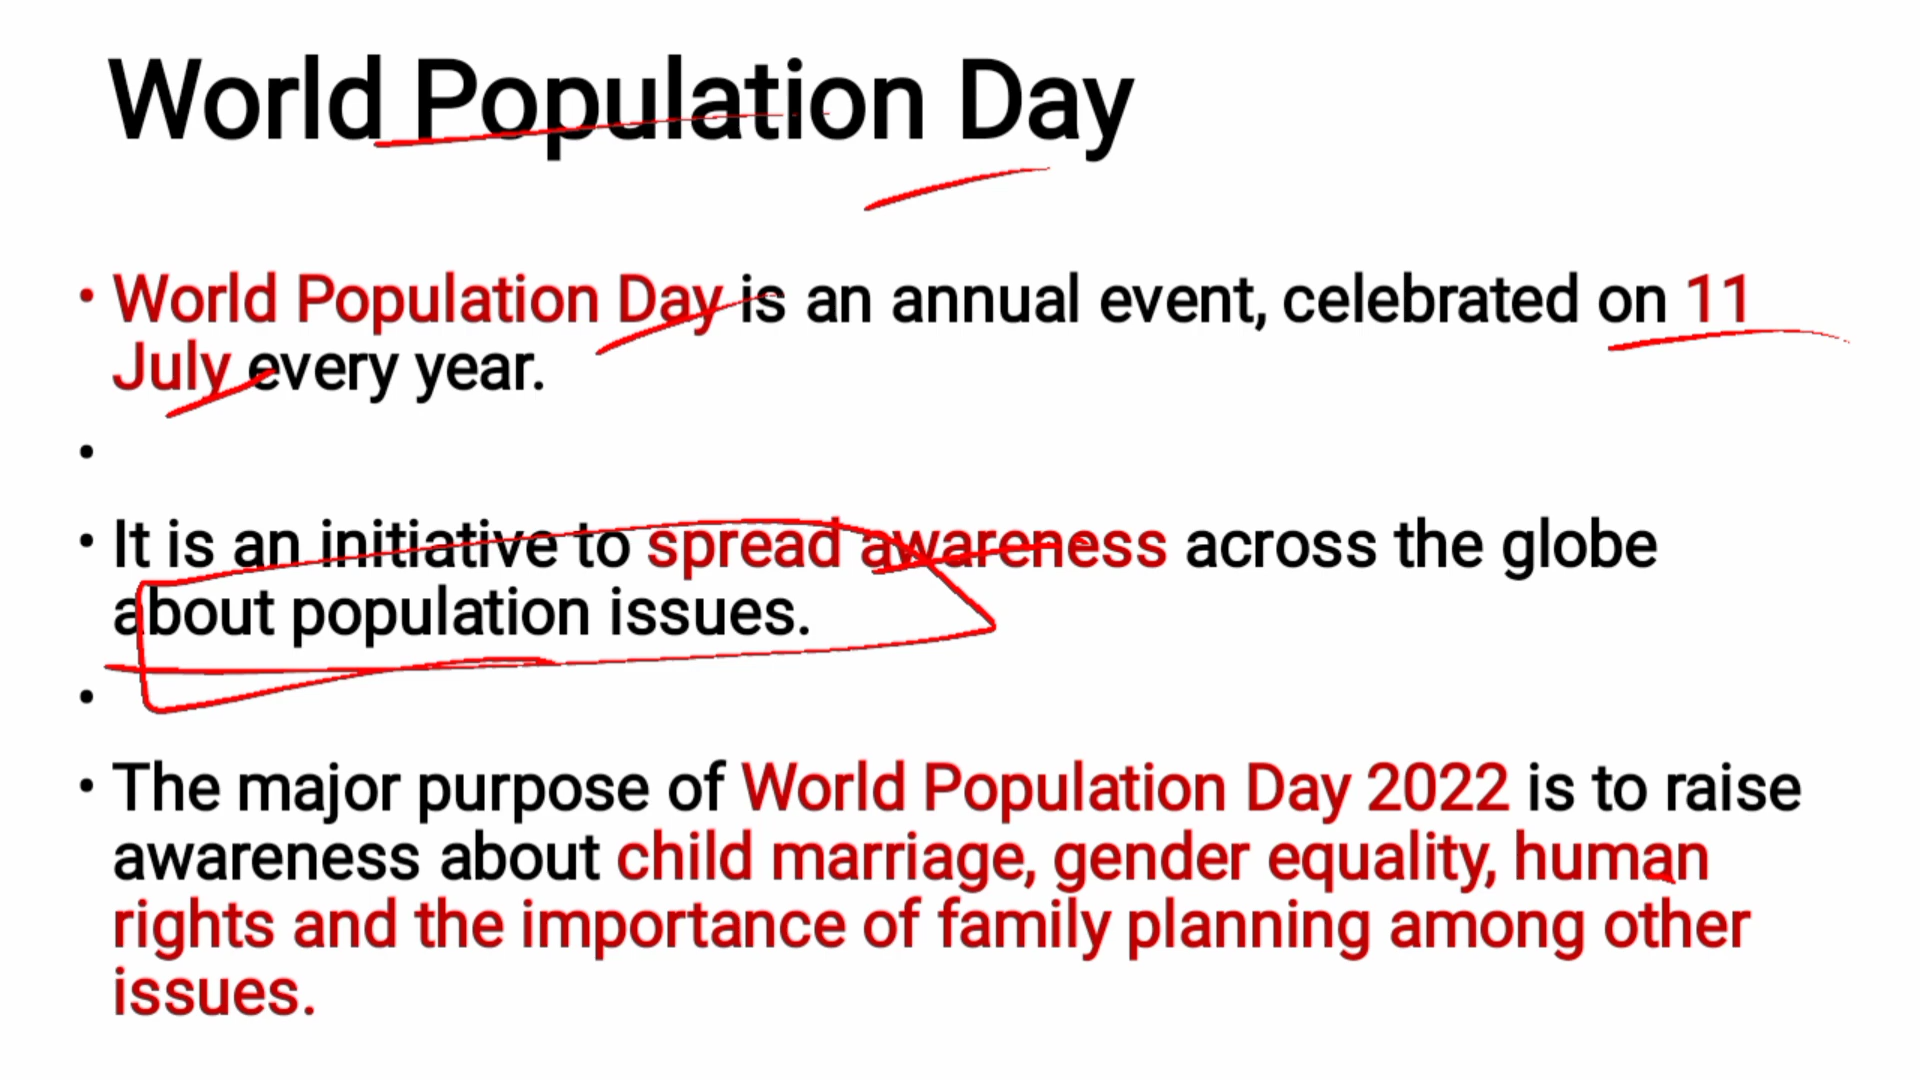 World Population Day
• World Population Day is an annual event, celebrated on 11
July every year.
•
• It is an initiative to spread awareness across the globe
about population issues.
•
• The major purpose of World Population Day 2022 is to raise
awareness about child marriage, gender equality, human
rights and the importance of family planning among other
issues.